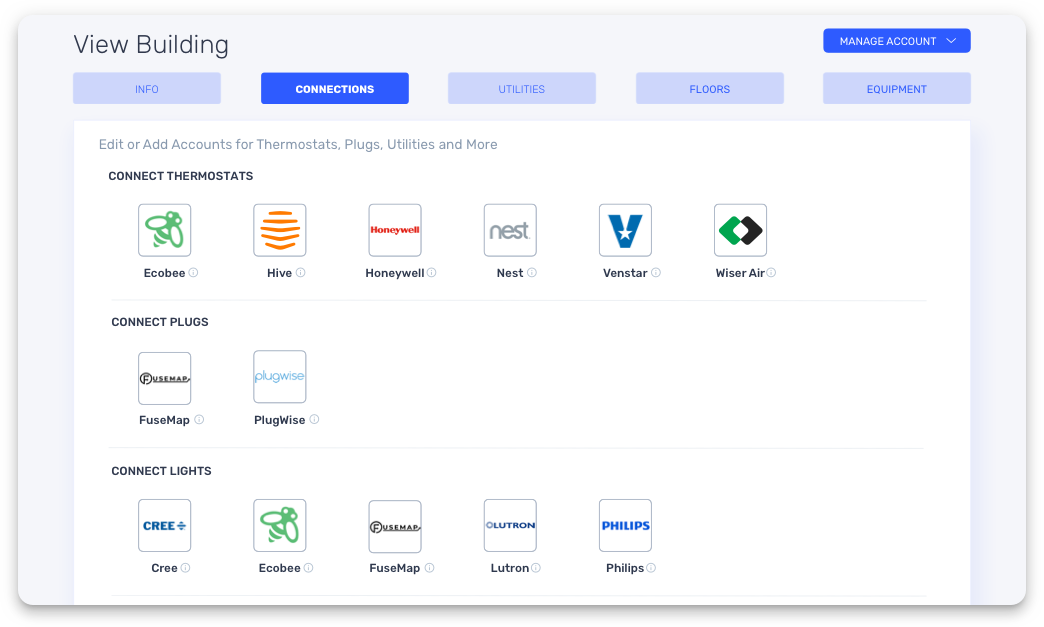 View Building
MANAGE ACCOUNT
INFO
CONNECTIONS
UTILITIES
FLOORS
EQUIPMENT
Edit or Add Accounts for Thermostats, Plugs, Utilities and More
CONNECT THERMOSTATS
Honeywell
nest
Ecobee
Hive
Honeywell
Nest
Venstar
Wiser Air
CONNECT PLUGS
FUSEMAP
plugwise
FuseMap
PlugWise
CONNECT LIGHTS
CREE
FUSEMAP
LUTRON
PHILIPS
Cree
Ecobee
FuseMap
Lutron
Philips